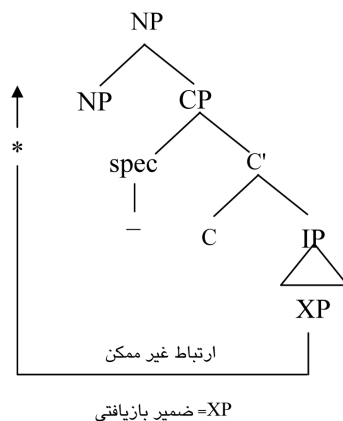 NP
NP CP
* spec C'
– C IP
XP
ارتباط غیر ممکن
XP= ضمیر بازیافتی